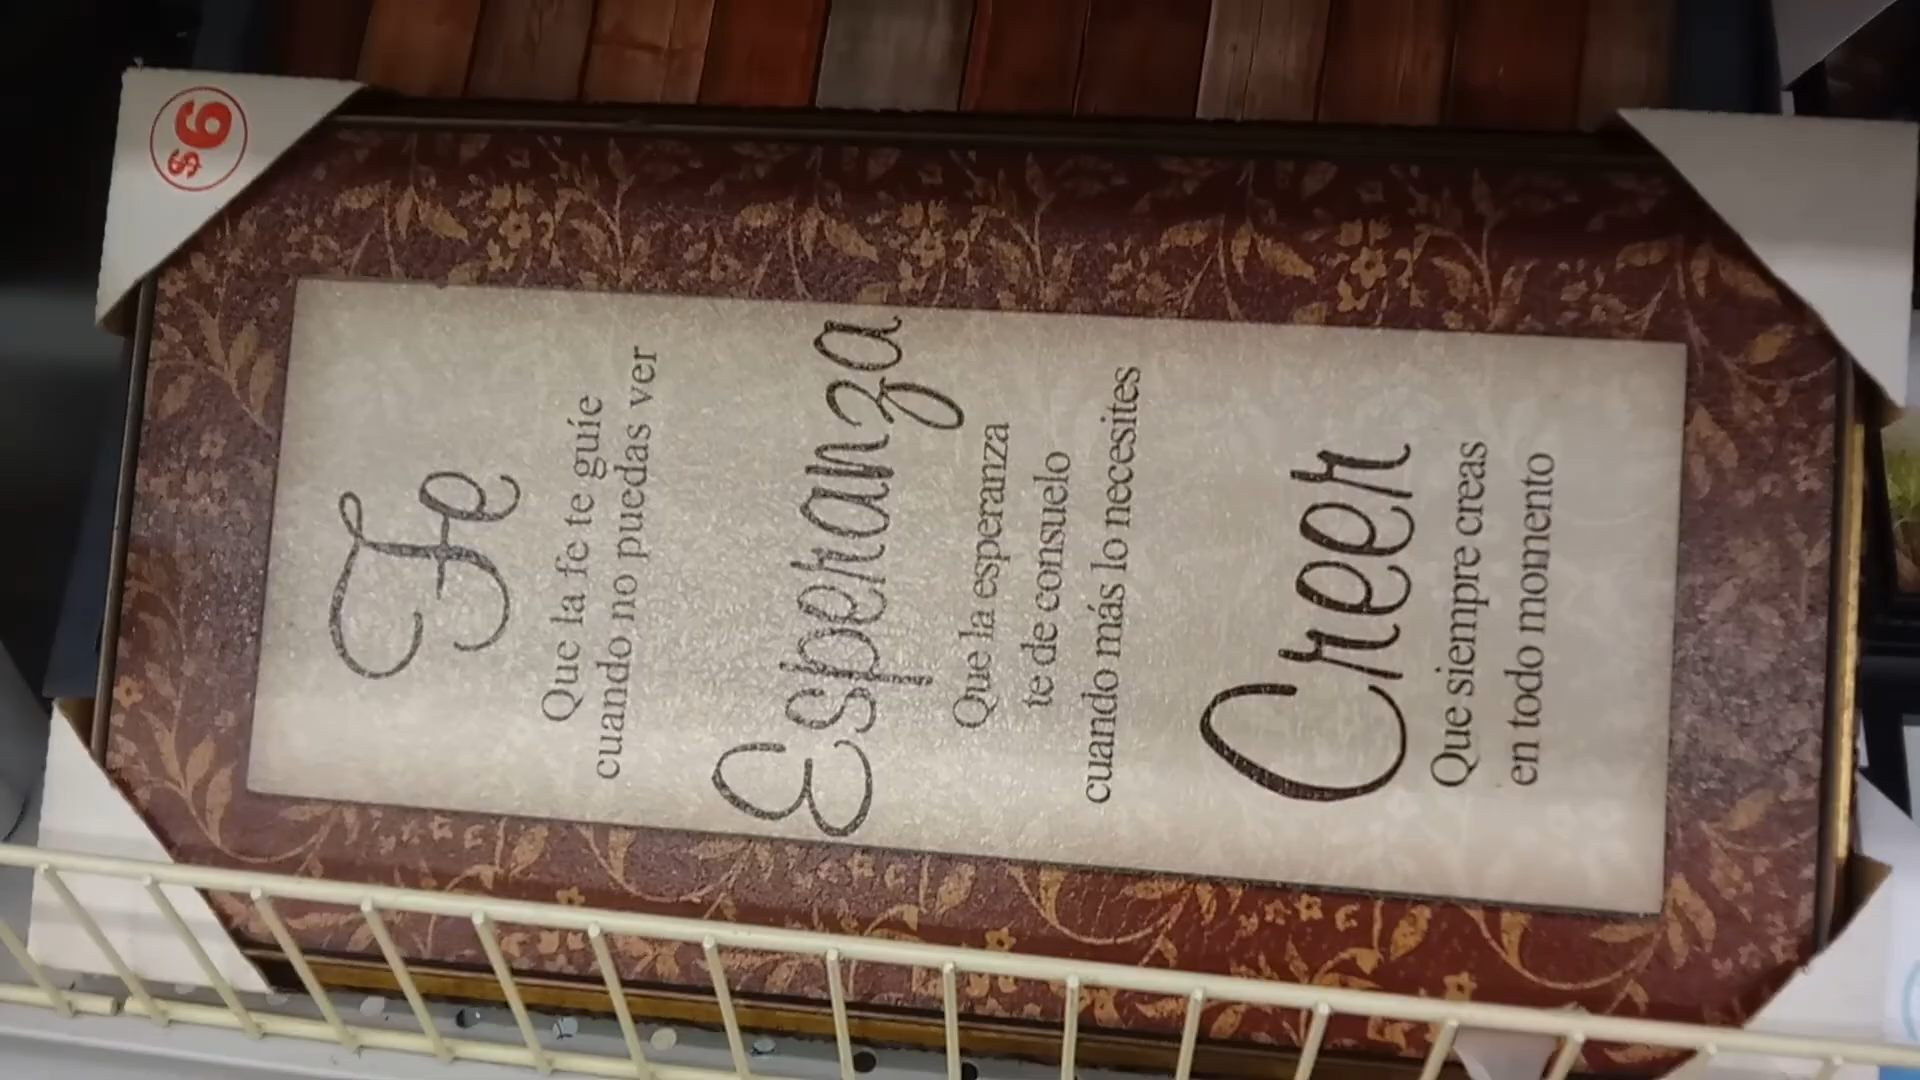 $6
Fe
Que la fe te guíe
cuando no puedas ver
Esperanza
Que la esperanza
te de consuelo
cuando más lo necesites
Creer
Que siempre creas
en todo momento